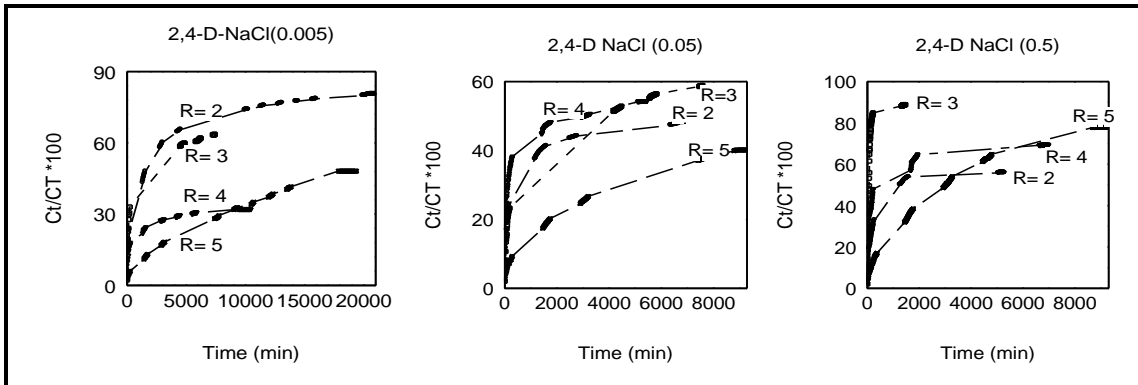 2,4-D-NaCl(0.005)
Ct/CT *100
90
60
30
0
R= 2
R= 3
R= 4
R= 5
0 5000 10000 15000 20000
Time (min)
2,4-D NaCl (0.05)
Ct/CT *100
60
40
20
0
R= 4
R=3
R= 2
R= 5
0 2000 4000 6000 8000
Time (min)
2,4-D NaCl (0.5)
Ct/CT *100
100
80
60
40
20
0
R= 3
R= 5
R= 4
R= 2
0 2000 4000 6000 8000
Time (min)